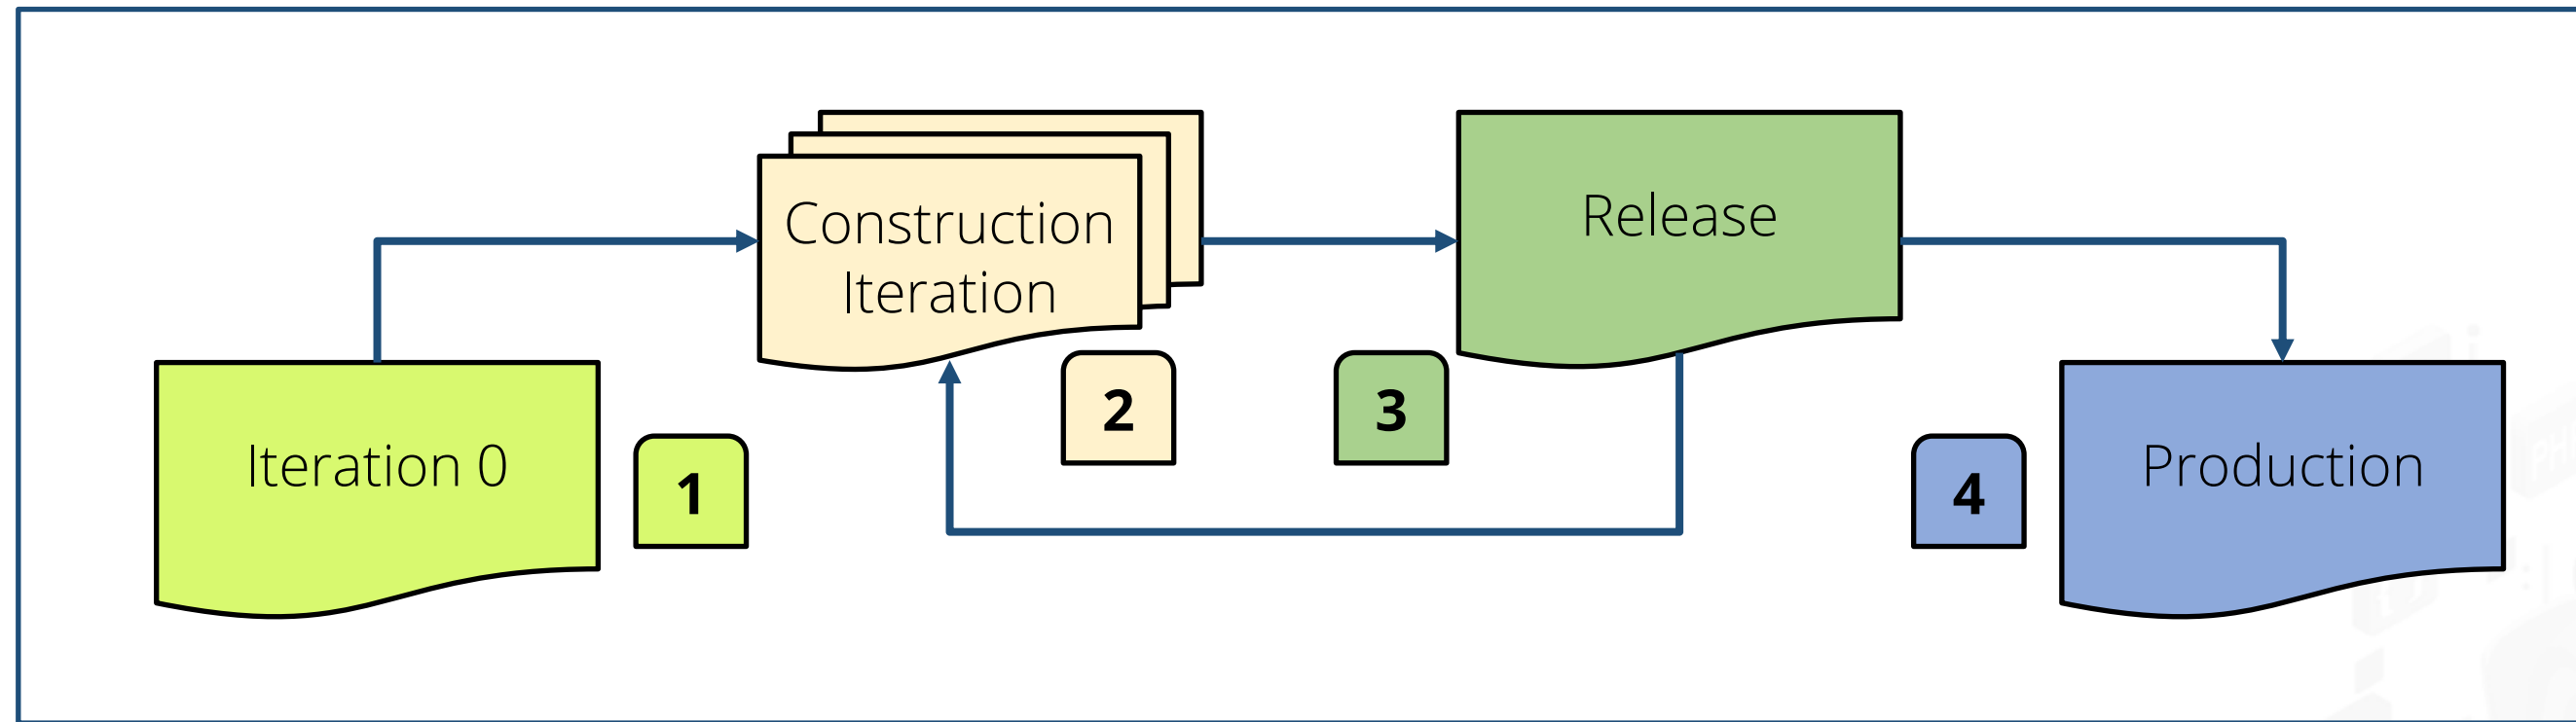 Construction
Iteration
Release
2
3
Iteration 0
1
4
Production